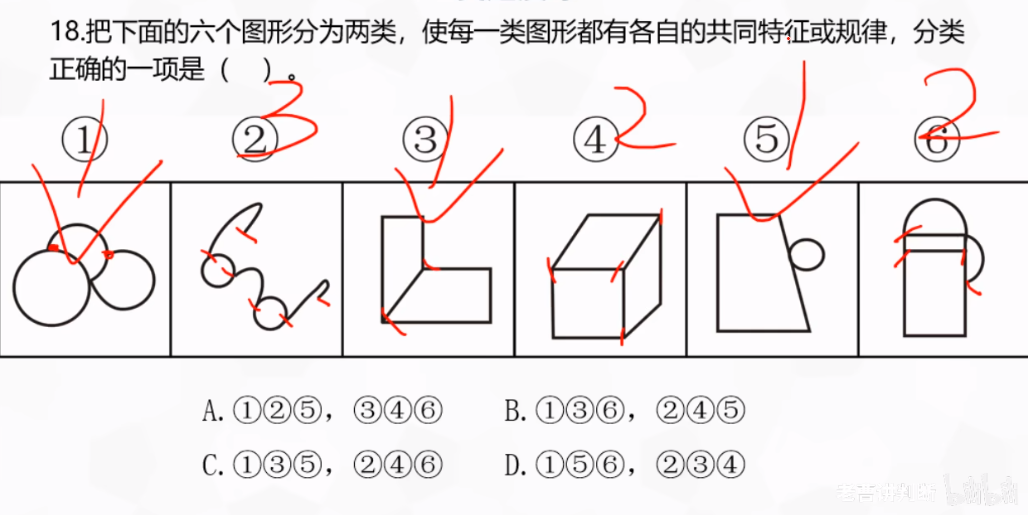 18.把下面的六个图形分为两类，使每一类图形都有各自的共同特征或规律，分类
正确的一项是（ ）。
1 3 1 2 1 2
① ② ③ ④ ⑤ ⑥
A.①②⑤，③④⑥ B.①③⑥，②④⑤
C.①③⑤，②④⑥ D.①⑤⑥，②③④
bilibili